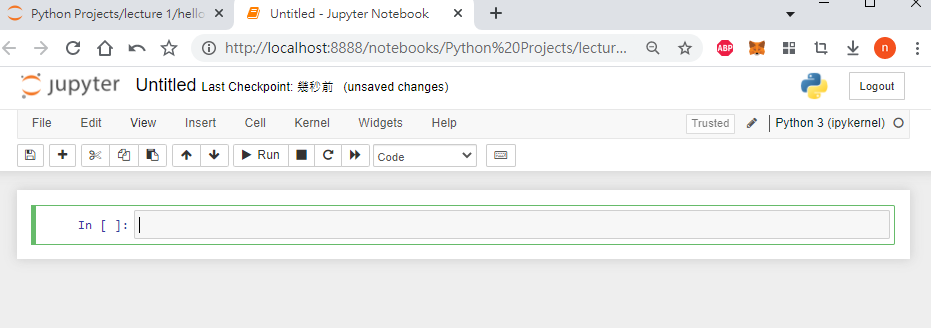 Python Projects/lecture 1/hello
Untitled - Jupyter Notebook
http://localhost:8888/notebooks/Python%20Projects/lectur...
ABP
n
jupyter Untitled Last Checkpoint: 幾秒前 (unsaved changes)
Logout
File Edit View Insert Cell Kernel Widgets Help
Trusted
Python 3 (ipykernel)
Run
Code
In [ ]: